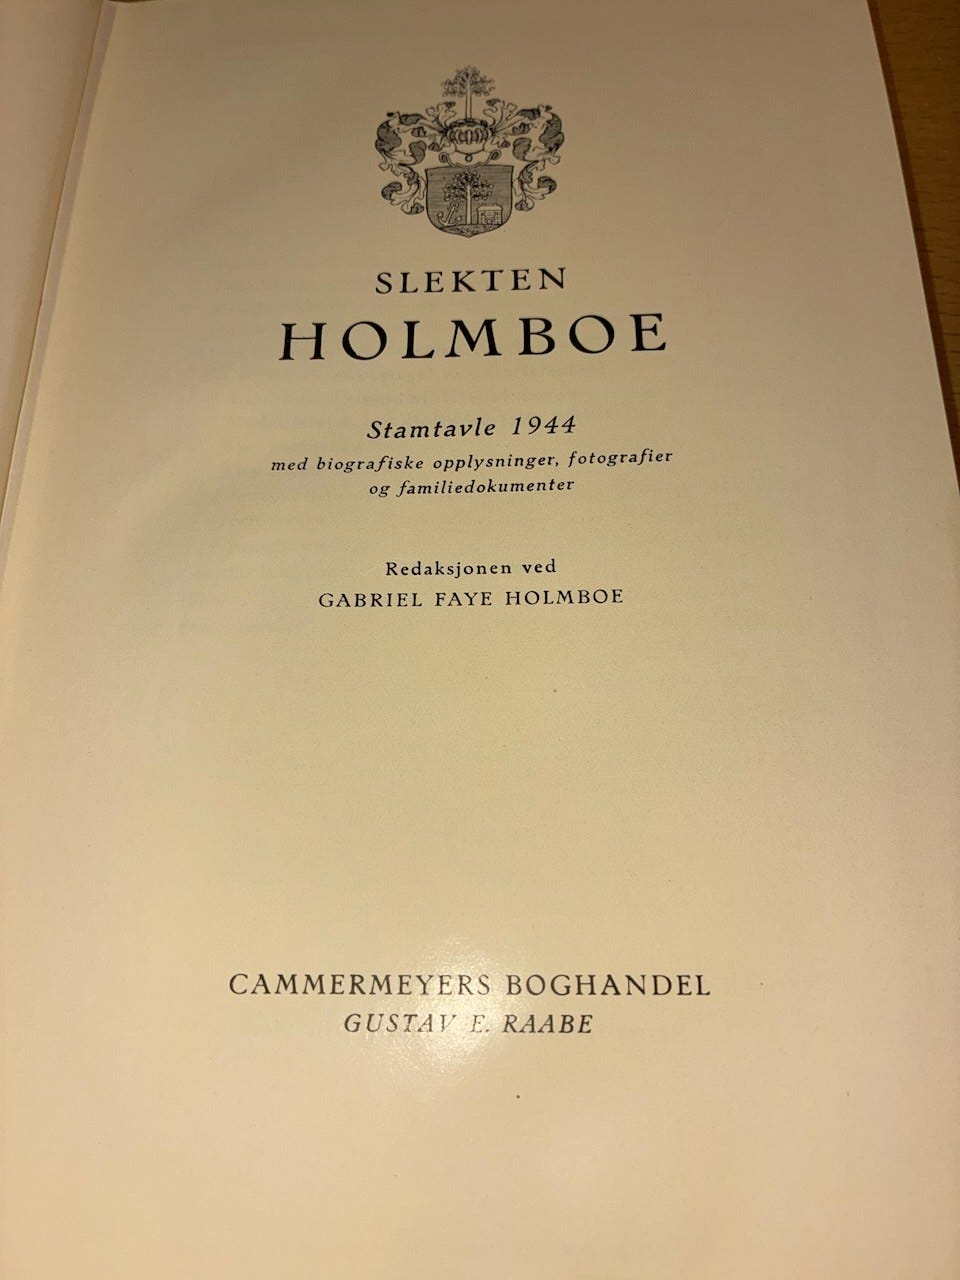 SLEKTEN
HOLMBOE
Stamtavle 1944
med biografiske opplysninger, fotografier
og familiedokumenter
Redaksjonen ved
GABRIEL FAYE HOLMBOE
CAMMERMEYERS BOGHANDEL
GUSTAV E. RAABE